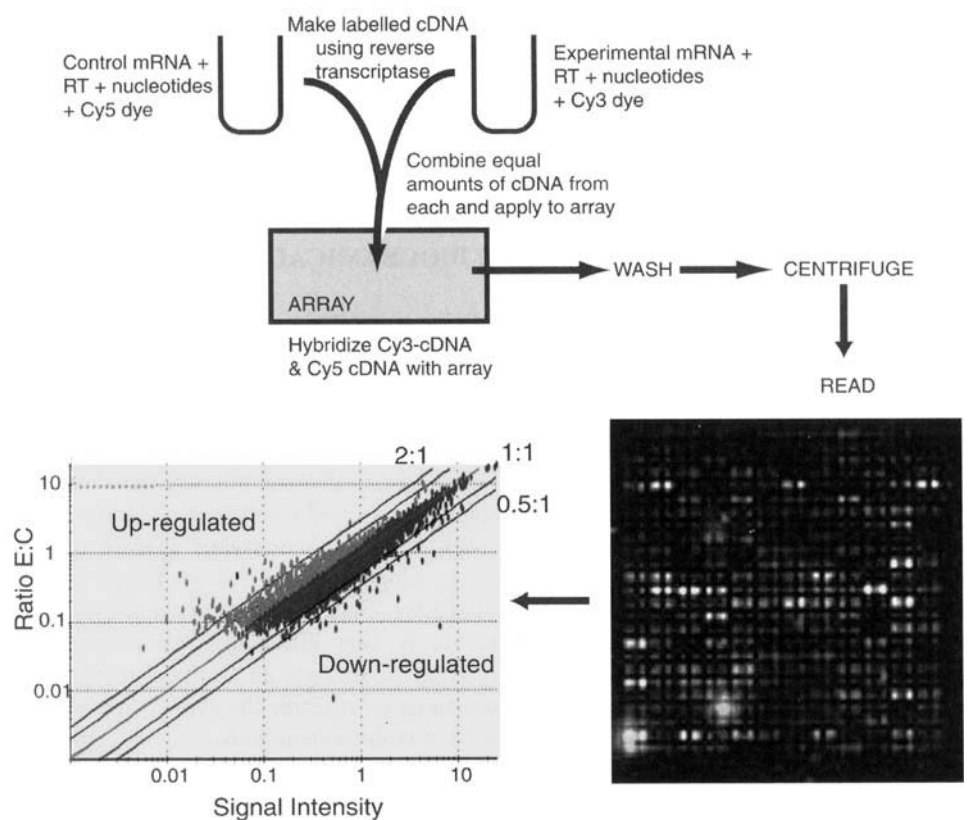 Make labelled cDNA
using reverse
transcriptase
Control mRNA +
RT + nucleotides
+ Cy5 dye
Experimental mRNA +
RT + nucleotides
+ Cy3 dye
Combine equal
amounts of cDNA from
each and apply to array
ARRAY
WASH
CENTRIFUGE
Hybridize Cy3-cDNA
& Cy5 cDNA with array
READ
2:1
1:1
0.5:1
10
1
0.1
0.01
Ratio E:C
Up-regulated
Down-regulated
0.01
0.1
1
10
Signal Intensity